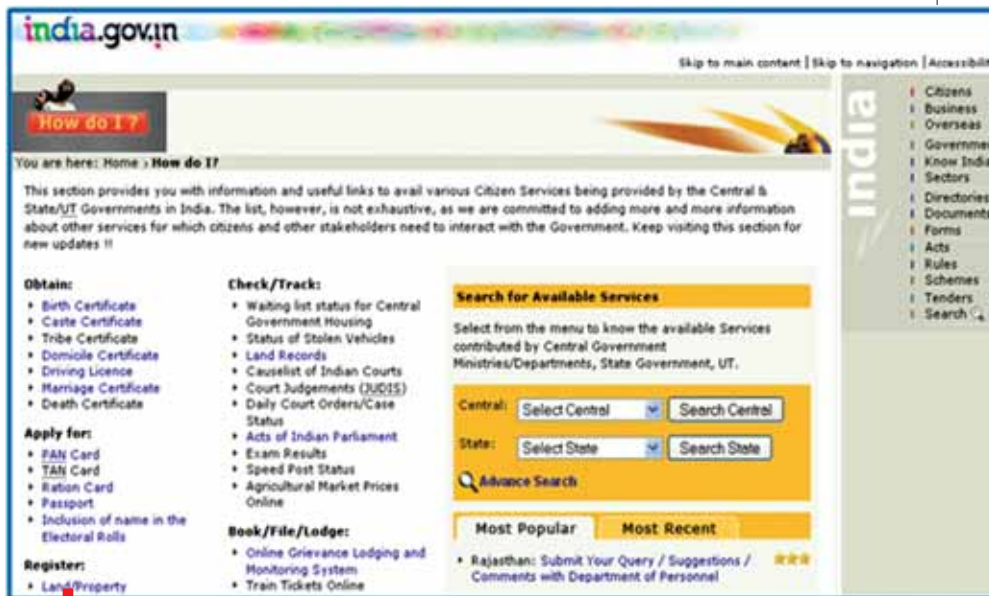 india.gov.in
Skip to main content | Skip to navigation |
How do I ?
You are here: Home › How do I?
This section provides you with information and useful links to avail various Citizen Services being provided by the Central &
State/UT Governments in India. The list, however, is not exhaustive, as we are committed to adding more and more information
about other services for which citizens and other stakeholders need to interact with the Government. Keep visiting this section for
new updates !!
Obtain:
Birth Certificate
Caste Certificate
Tribe Certificate
Domicile Certificate
Driving Licence
Marriage Certificate
Death Certificate
Apply for:
PAN Card
TAN Card
Ration Card
Passport
Inclusion of name in the
Electoral Rolls
Register:
Land/Property
Check/Track:
Waiting list status for Central
Government Housing
Status of Stolen Vehicles
Land Records
Causelist of Indian Courts
Court Judgements (JUDIS)
Daily Court Orders/Case
Status
Acts of Indian Parliament
Exam Results
Speed Post Status
Agricultural Market Prices
Online
Book/File/Lodge:
Online Grievance Lodging and
Monitoring System
Train Tickets Online
Search for Available Services
Select from the menu to know the available Services
contributed by Central Government
Ministries/Departments, State Government, UT.
Central: Select Central Search Central
State: Select State Search State
Advance Search
Most Popular Most Recent
Rajasthan: Submit Your Query / Suggestions /
Comments with Department of Personnel
india
Citizens
Business
Overseas
Governmen
Know India
Sectors
Directories
Documents
Forms
Acts
Rules
Schemes
Tenders
Search